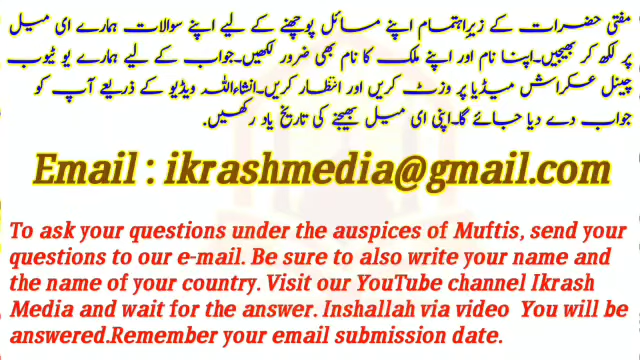 مفتی حضرات کے زیرِاہتمام اپنے مسائل پوچھنے کے لیے اپنے سوالات ہمارے ای میل
پر لکھ کر بھیجیں۔اپنا نام اور اپنے ملک کا نام بھی ضرور لکھیں۔جواب کے لیے ہمارے یو ٹیوب
چینل عکراش میڈیا پر وزٹ کریں اور انتظار کریں۔انشاءاللہ ویڈیو کے ذریعے آپ کو
جواب دے دیا جائے گا۔اپنی ای میل بھیجنے کی تاریخ یاد رکھیں.
Email : ikrashmedia@gmail.com
To ask your questions under the auspices of Muftis, send your
questions to our e-mail. Be sure to also write your name and
the name of your country. Visit our YouTube channel Ikrash
Media and wait for the answer. Inshallah via video You will be
answered.Remember your email submission date.